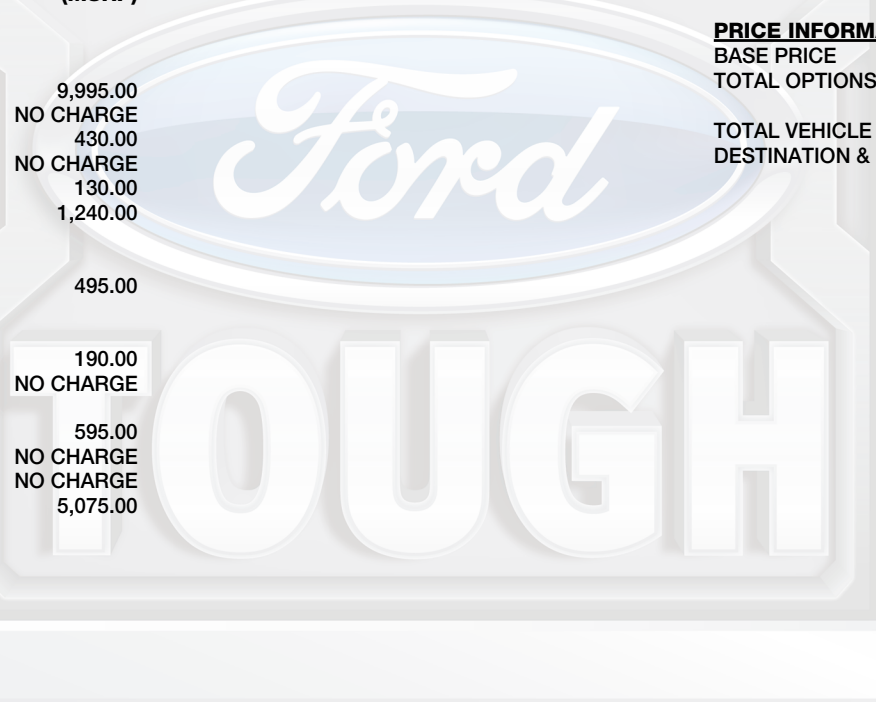 9,995.00
NO CHARGE
430.00
NO CHARGE
130.00
1,240.00
495.00
190.00
NO CHARGE
595.00
NO CHARGE
NO CHARGE
5,075.00
PRICE INFORM
BASE PRICE
TOTAL OPTIONS
TOTAL VEHICLE
DESTINATION &
Ford
TOUGH